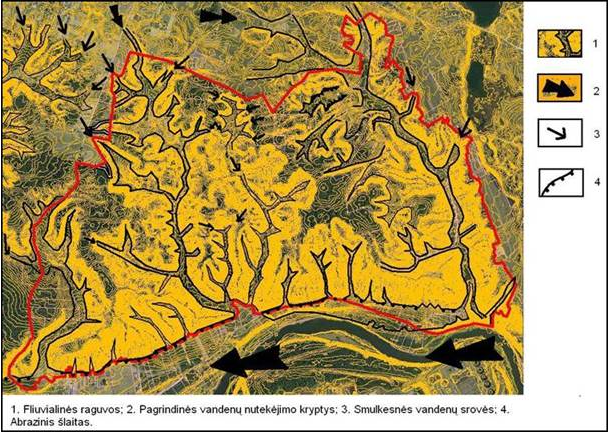 1
2
3
4
1. Fliuvialinės raguvos; 2. Pagrindinės vandenų nutekėjimo kryptys; 3. Smulkesnės vandenų srovės; 4.
Abrazinis šlaitas.